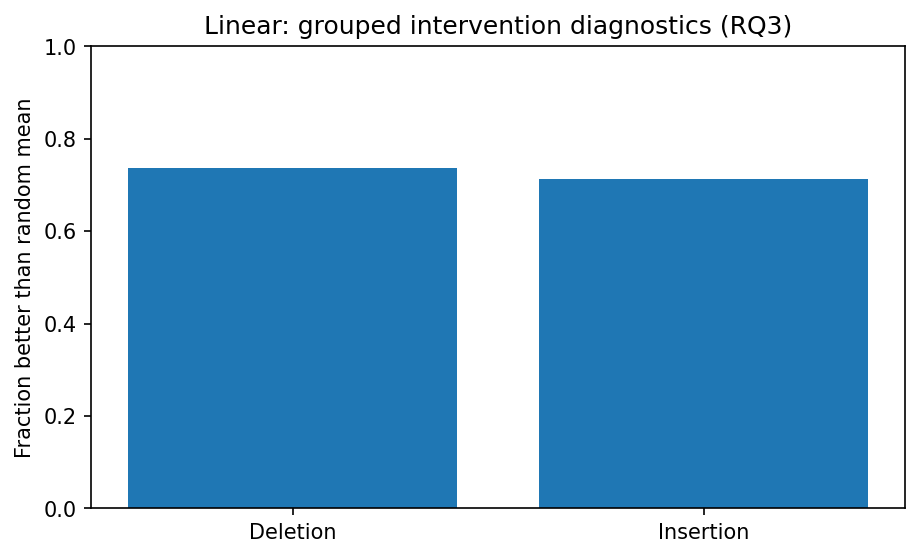 Linear: grouped intervention diagnostics (RQ3)
Fraction better than random mean
1.0
0.8
0.6
0.4
0.2
0.0
Deletion
Insertion